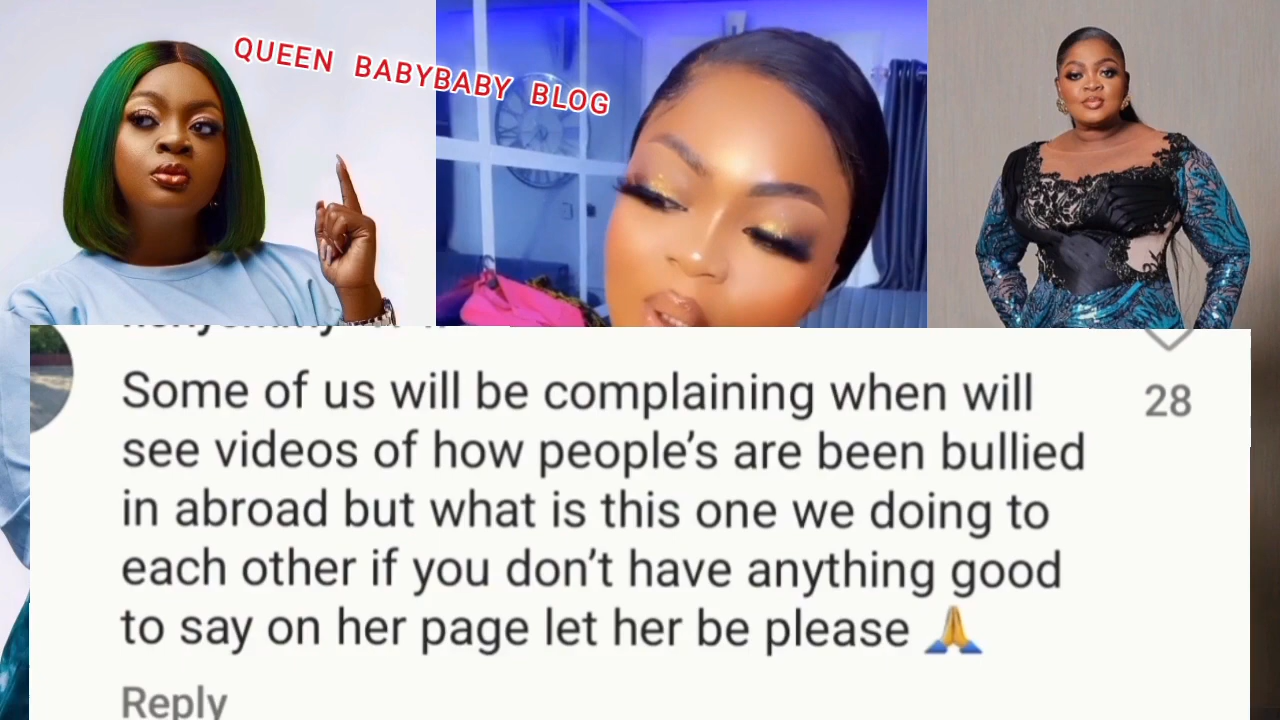 QUEEN BABYBABY BLOG
Some of us will be complaining when will
28
see videos of how people’s are been bullied
in abroad but what is this one we doing to
each other if you don’t have anything good
to say on her page let her be please 🙏
Reply